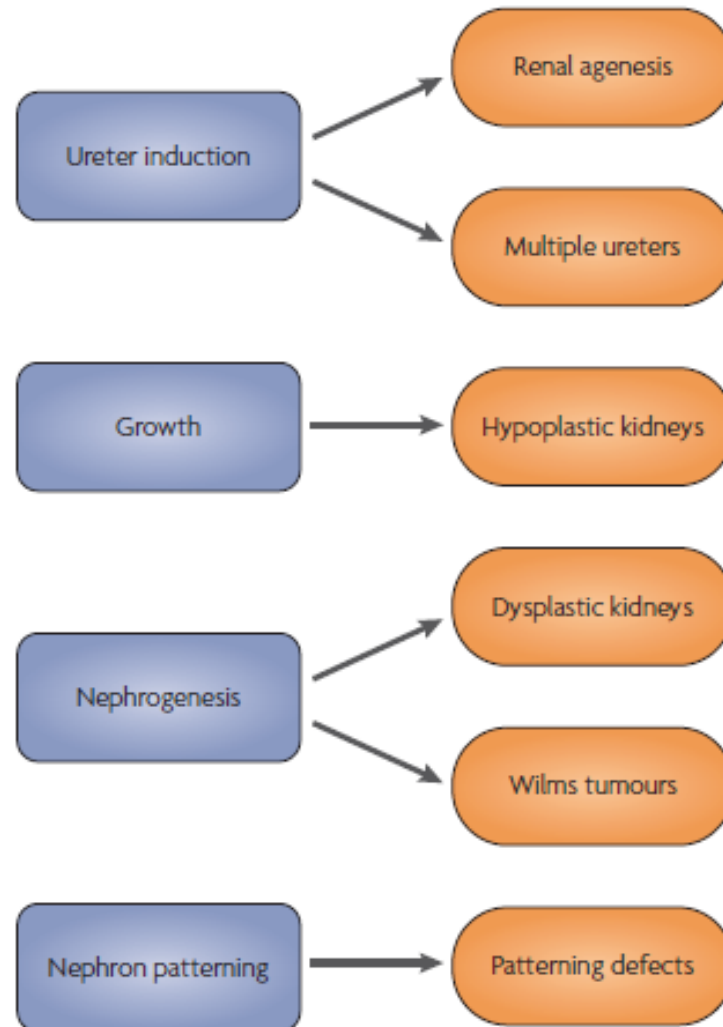 Renal agenesis
Ureter induction
Multiple ureters
Growth
Hypoplastic kidneys
Dysplastic kidneys
Nephrogenesis
Wilms tumours
Nephron patterning
Patterning defects